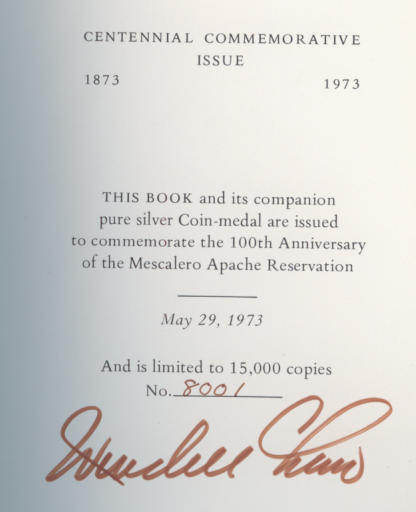 CENTENNIAL COMMEMORATIVE
ISSUE
1873 1973
THIS BOOK and its companion
pure silver Coin-medal are issued
to commemorate the 100th Anniversary
of the Mescalero Apache Reservation
May 29, 1973
And is limited to 15,000 copies
No. 8001
Wendell Chino